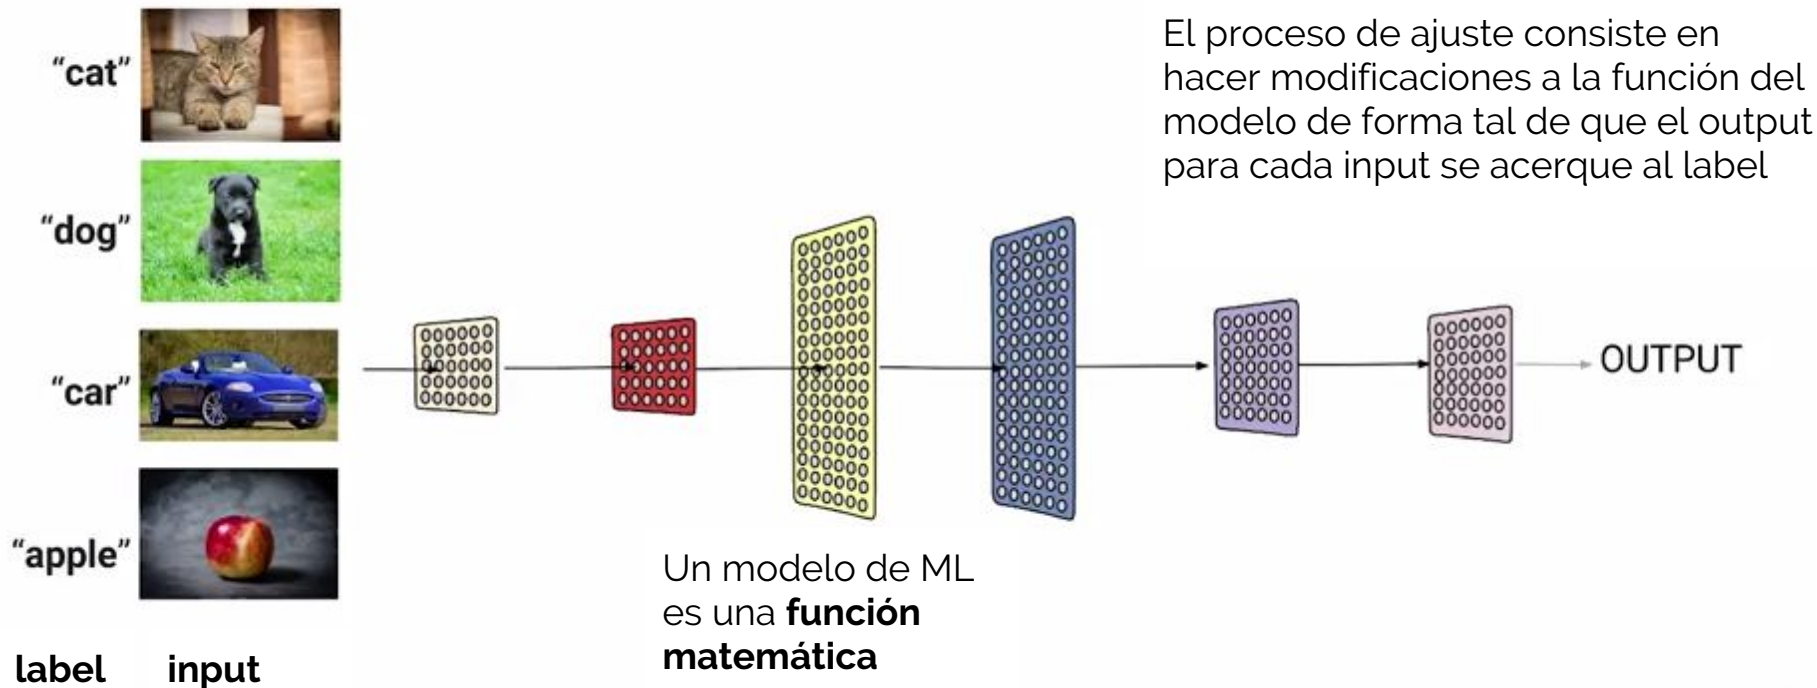 El proceso de ajuste consiste en
hacer modificaciones a la función del
modelo de forma tal de que el output
para cada input se acerque al label
“cat”
“dog”
“car”
“apple”
OUTPUT
Un modelo de ML
es una función
matemática
label input